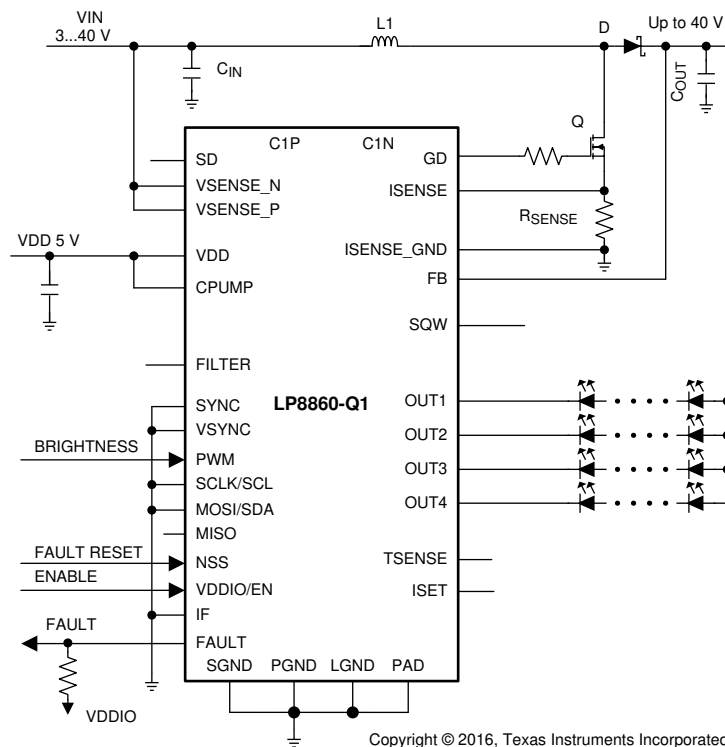 VIN
3...40 V
L1
D
Up to 40 V
C_IN
C_OUT
Q
C1P
C1N
SD
GD
VSENSE_N
ISENSE
VSENSE_P
R_SENSE
VDD 5 V
VDD
ISENSE_GND
CPUMP
FB
SQW
FILTER
LP8860-Q1
SYNC
OUT1
VSYNC
OUT2
BRIGHTNESS
PWM
OUT3
SCLK/SCL
MOSI/SDA
OUT4
MISO
FAULT RESET
NSS
TSENSE
ENABLE
VDDIO/EN
ISET
IF
FAULT
FAULT
SGND
PGND
LGND
PAD
VDDIO
Copyright © 2016, Texas Instruments Incorporated